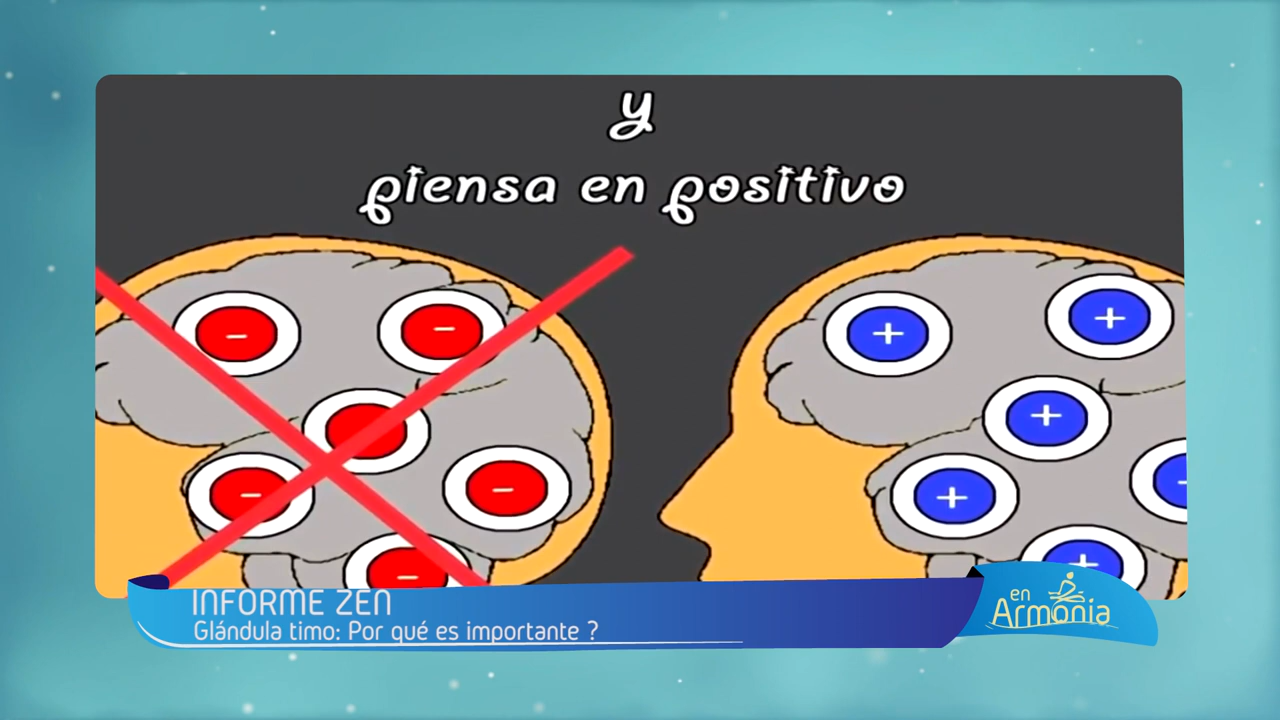 y
piensa en positivo
INFORME ZEN
Glándula timo: Por qué es importante ?
en
Armonia